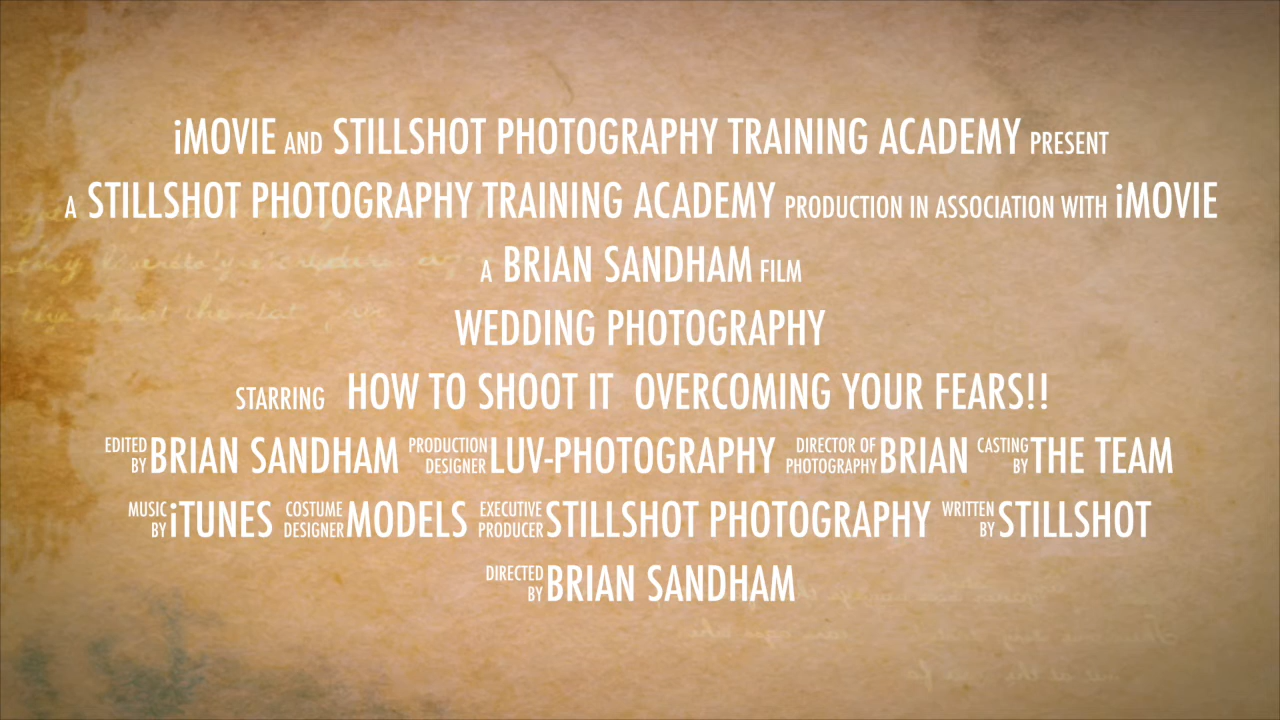 iMOVIE AND STILLSHOT PHOTOGRAPHY TRAINING ACADEMY PRESENT
A STILLSHOT PHOTOGRAPHY TRAINING ACADEMY PRODUCTION IN ASSOCIATION WITH iMOVIE
A BRIAN SANDHAM FILM
WEDDING PHOTOGRAPHY
STARRING HOW TO SHOOT IT OVERCOMING YOUR FEARS!!
EDITED BY BRIAN SANDHAM PRODUCTION DESIGNER LUV-PHOTOGRAPHY DIRECTOR OF PHOTOGRAPHY BRIAN CASTING BY THE TEAM
MUSIC BY iTUNES COSTUME DESIGNER MODELS EXECUTIVE PRODUCER STILLSHOT PHOTOGRAPHY WRITTEN BY STILLSHOT
DIRECTED BY BRIAN SANDHAM